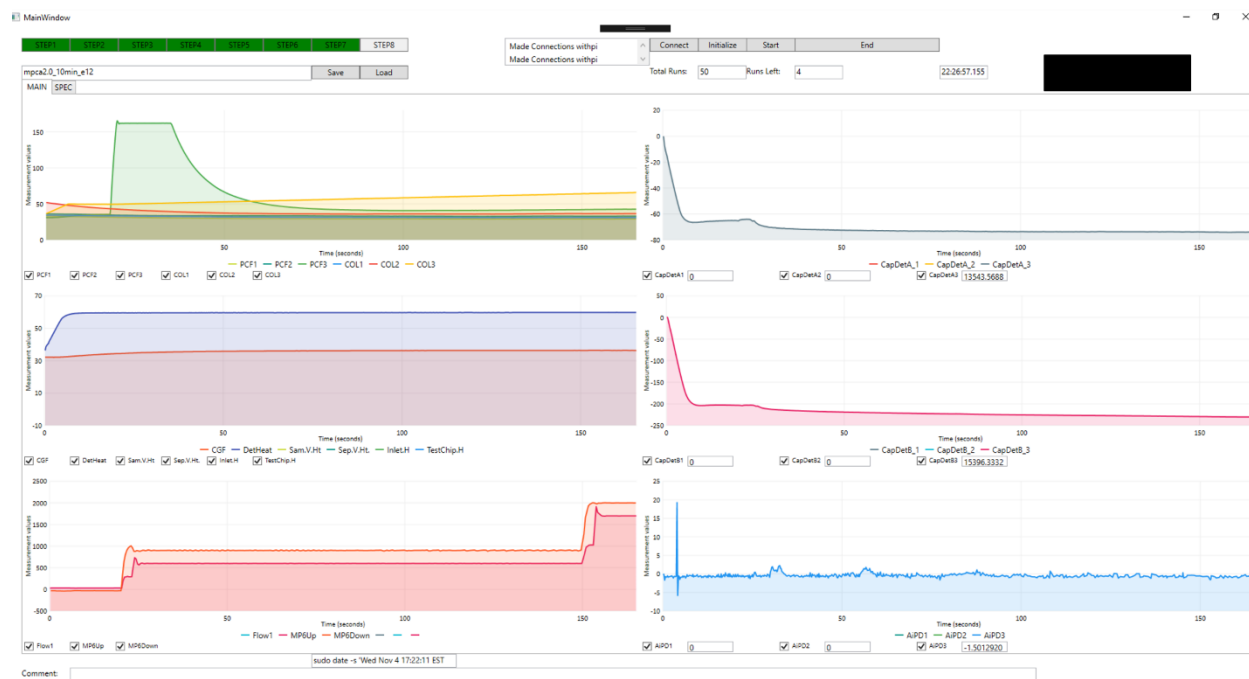 MainWindow
STEP1 STEP2 STEP3 STEP4 STEP5 STEP6 STEP7 STEP8
Made Connections withpi
Made Connections withpi
Connect Initialize Start End
mpca2.0_10min_e12 Save Load
Total Runs: 50 Runs Left: 4 22:26:57.155
MAIN SPEC
Measurement values
150
100
50
0
50 100 150
Time (seconds)
PCF1 PCF2 PCF3 COL1 COL2 COL3
PCF1 PCF2 PCF3 COL1 COL2 COL3
Measurement values
20
0
-20
-40
-60
-80
0 50 100 150
Time (seconds)
CapDetA_1 CapDetA_2 CapDetA_3
CapDetA1 0 CapDetA2 0 CapDetA3 13543.5688
Measurement values
70
50
30
10
-10
0 50 100 150
Time (seconds)
CGF DetHeat Sam.V.Ht Sep.V.Ht. Inlet.H TestChip.H
CGF DetHeat Sam.V.Ht Sep.V.Ht. Inlet.H TestChip.H
Measurement values
50
0
-50
-100
-150
-200
-250
0 50 100 150
Time (seconds)
CapDetB_1 CapDetB_2 CapDetB_3
CapDetB1 0 CapDetB2 0 CapDetB3 15396.3332
Measurement values
2500
2000
1500
1000
500
0
-500
0 50 100 150
Time (seconds)
Flow1 MP6Up MP6Down
Flow1 MP6Up MP6Down
Measurement values
25
20
15
10
5
0
-5
-10
0 50 100 150
Time (seconds)
AiPD1 AiPD2 AiPD3
AiPD1 0 AiPD2 0 AiPD3 -1.5012920
sudo date -s 'Wed Nov 4 17:22:11 EST
Comment: